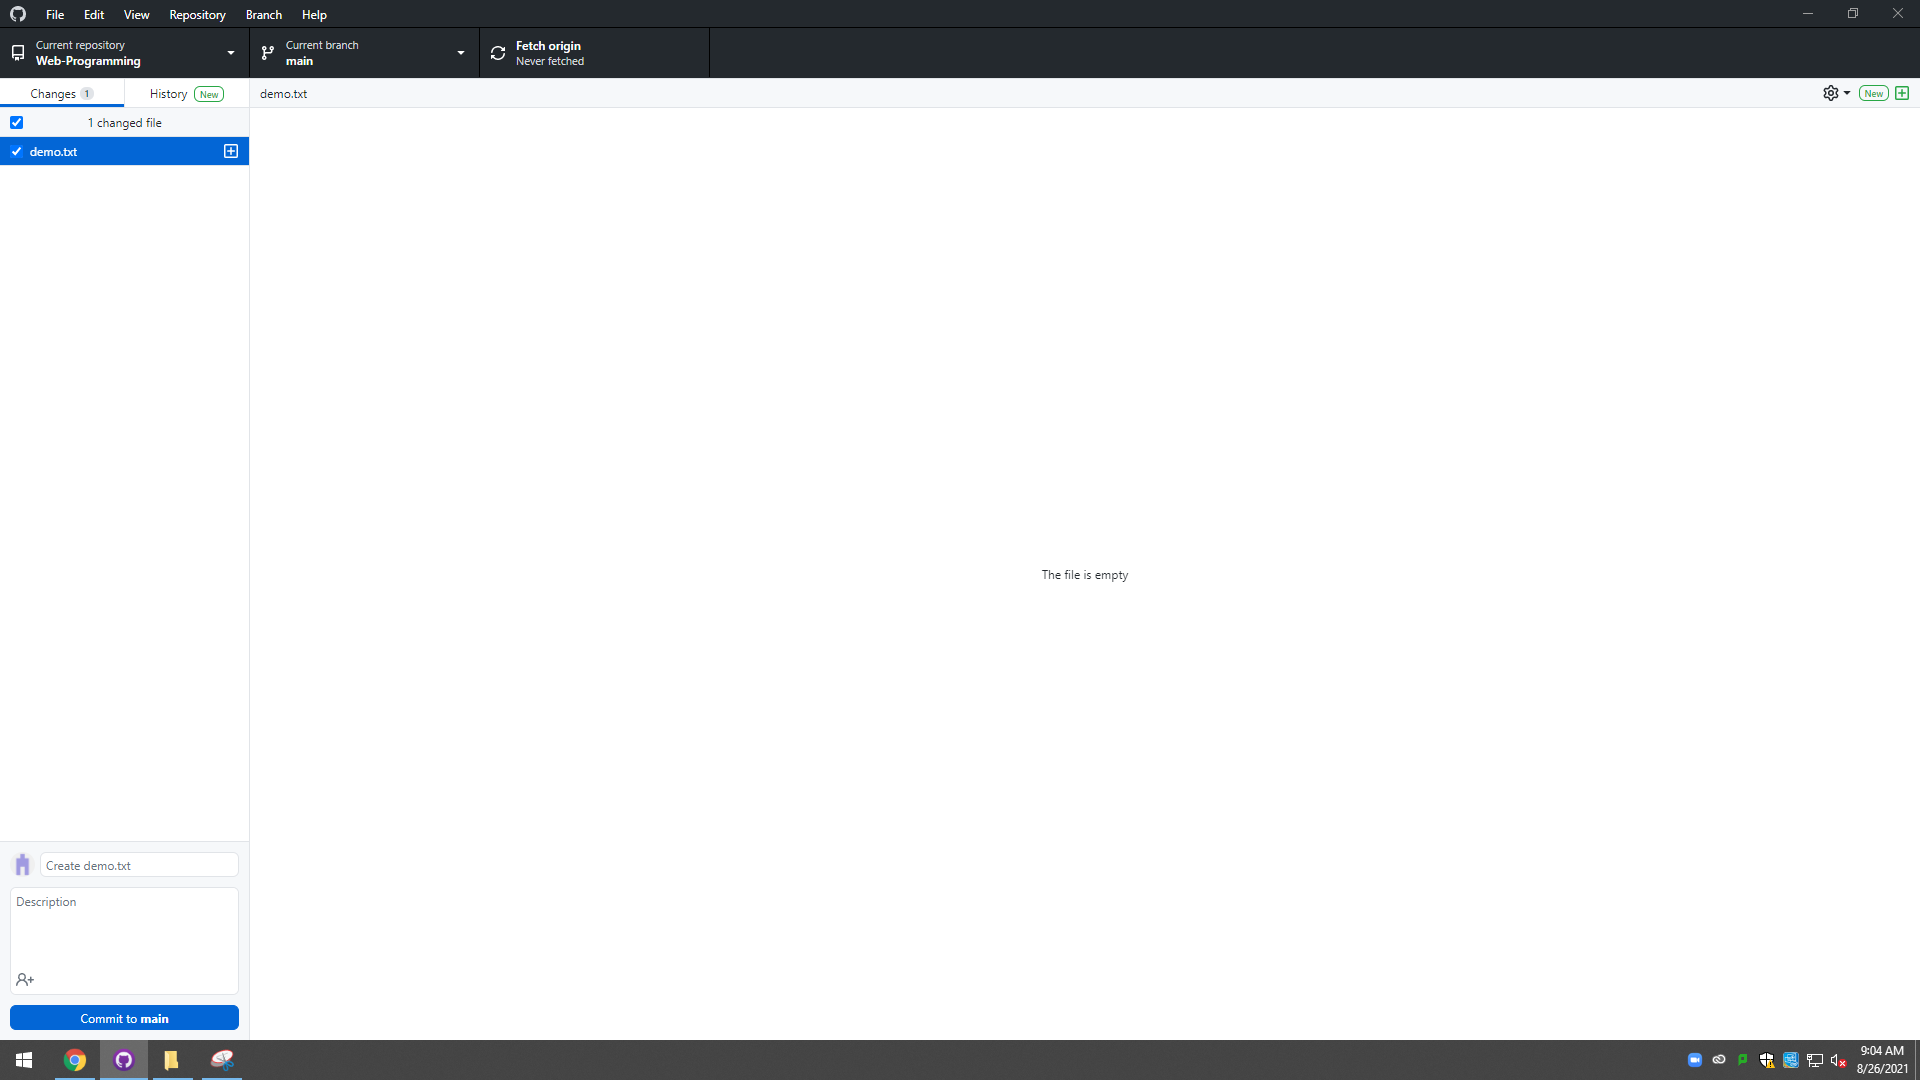 File Edit View Repository Branch Help
Current repository
Web-Programming
Current branch
main
Fetch origin
Never fetched
Changes 1
History New
demo.txt
New
1 changed file
demo.txt
The file is empty
Create demo.txt
Description
Commit to main
9:04 AM
8/26/2021